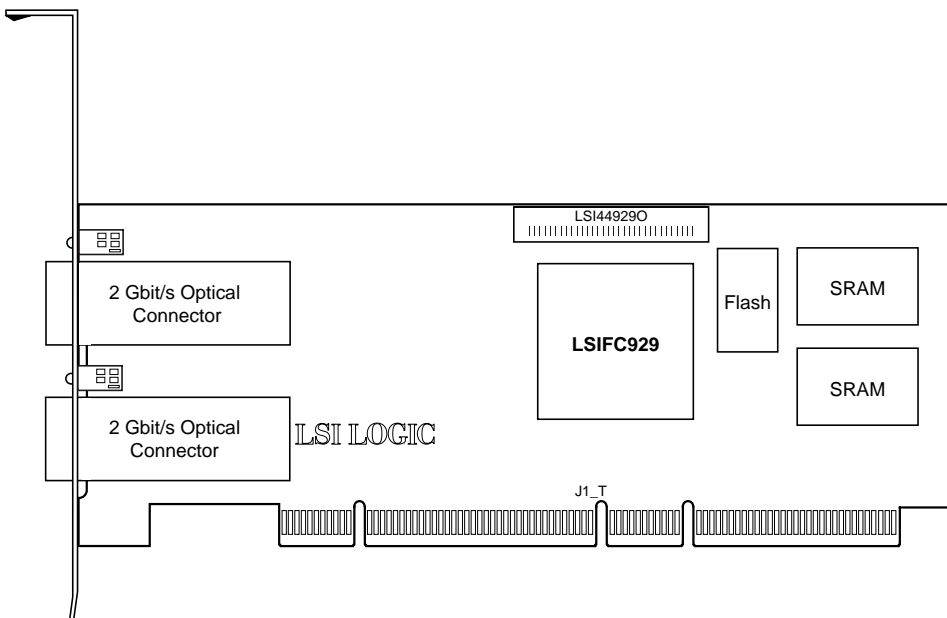 LSI44929O
2 Gbit/s Optical
Connector
LSIFC929
Flash
SRAM
SRAM
2 Gbit/s Optical
Connector
LSI LOGIC
J1_T